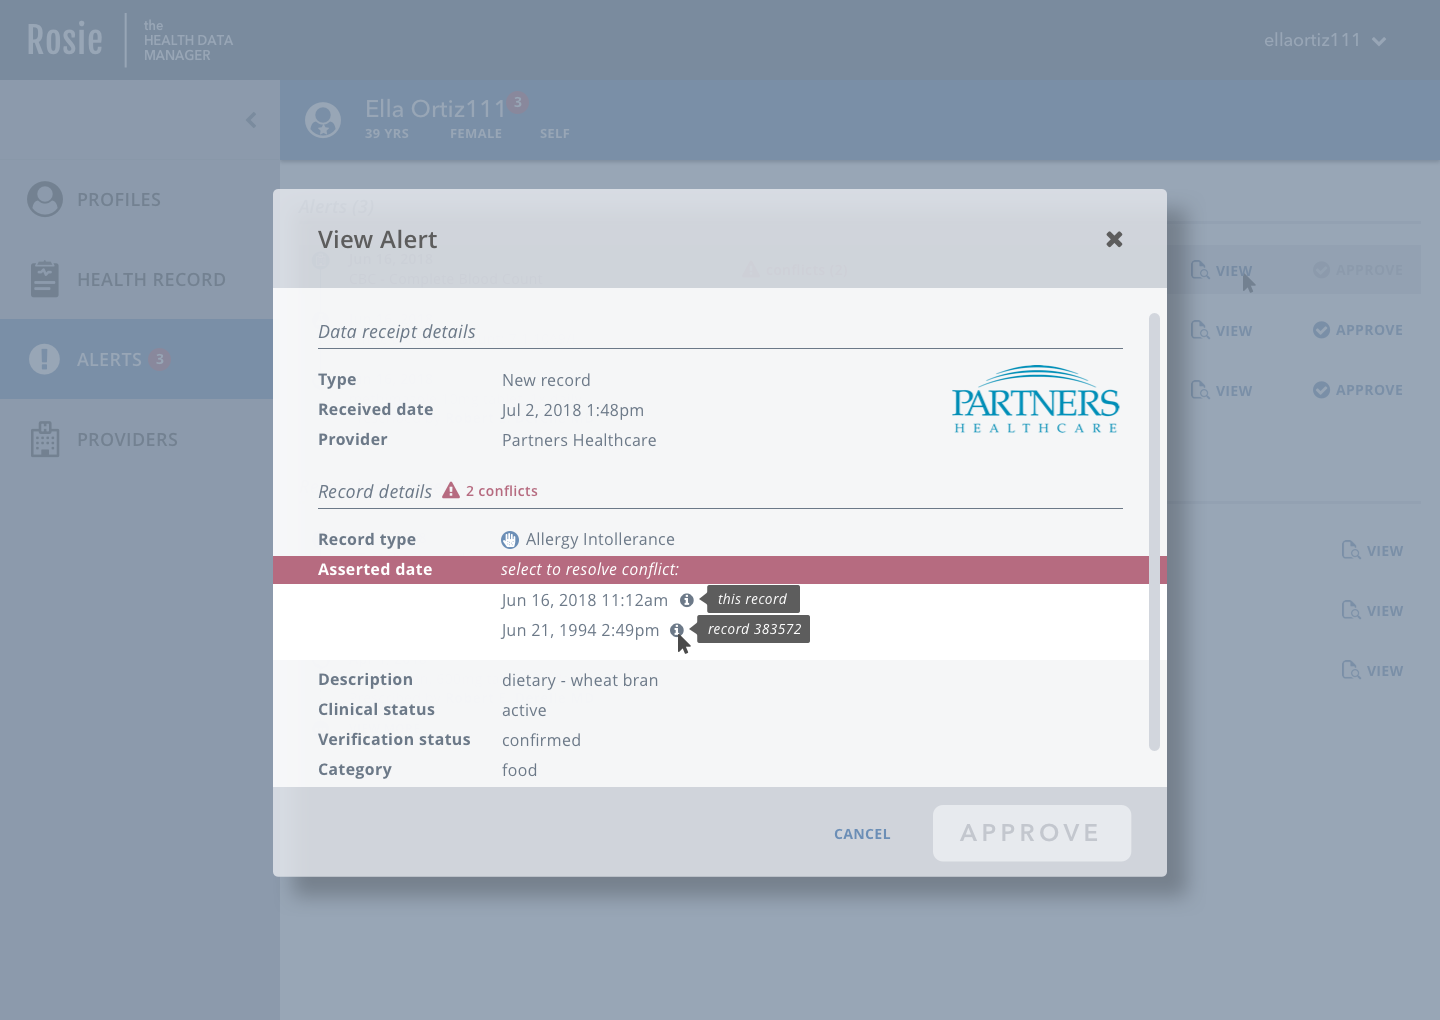 Rosie
the
HEALTH DATA
MANAGER
ellaortiz111
Ella Ortiz111 3
39 YRS FEMALE SELF
PROFILES
HEALTH RECORD
ALERTS 3
PROVIDERS
Alerts (3)
View Alert
VIEW APPROVE
VIEW APPROVE
VIEW APPROVE
VIEW
VIEW
VIEW
Data receipt details
Type New record
Received date Jul 2, 2018 1:48pm
Provider Partners Healthcare
PARTNERS
HEALTHCARE
Record details 2 conflicts
Record type Allergy Intollerance
Asserted date select to resolve conflict:
Jun 16, 2018 11:12am this record
Jun 21, 1994 2:49pm record 383572
Description dietary - wheat bran
Clinical status active
Verification status confirmed
Category food
CANCEL APPROVE